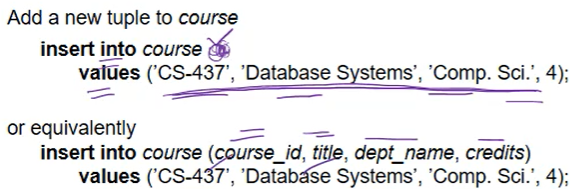 Add a new tuple to course
insert into course
values ('CS-437', 'Database Systems', 'Comp. Sci.', 4);
or equivalently
insert into course (course_id, title, dept_name, credits)
values ('CS-437', 'Database Systems', 'Comp. Sci.', 4);